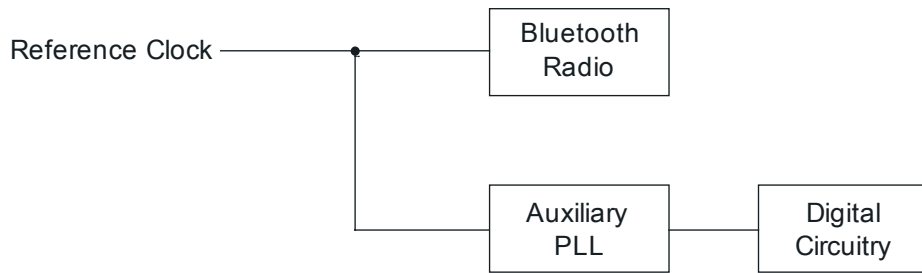 Reference Clock
Bluetooth
Radio
Auxiliary
PLL
Digital
Circuitry